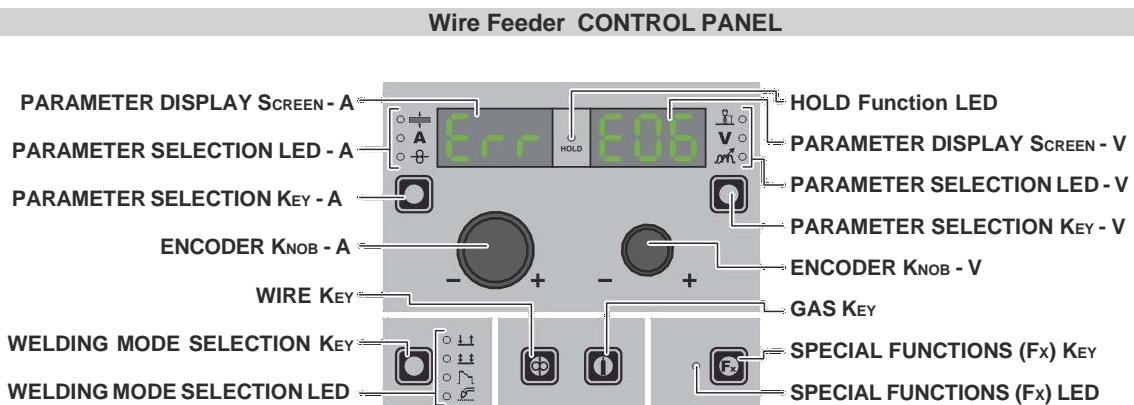 Wire Feeder CONTROL PANEL
PARAMETER DISPLAY SCREEN - A
PARAMETER SELECTION LED - A
PARAMETER SELECTION KEY - A
ENCODER KNOB - A
WIRE KEY
WELDING MODE SELECTION KEY
WELDING MODE SELECTION LED
A
Err
HOLD
E06
V
- +
- +
Fx
HOLD Function LED
PARAMETER DISPLAY SCREEN - V
PARAMETER SELECTION LED - V
PARAMETER SELECTION KEY - V
ENCODER KNOB - V
GAS KEY
SPECIAL FUNCTIONS (FX) KEY
SPECIAL FUNCTIONS (FX) LED